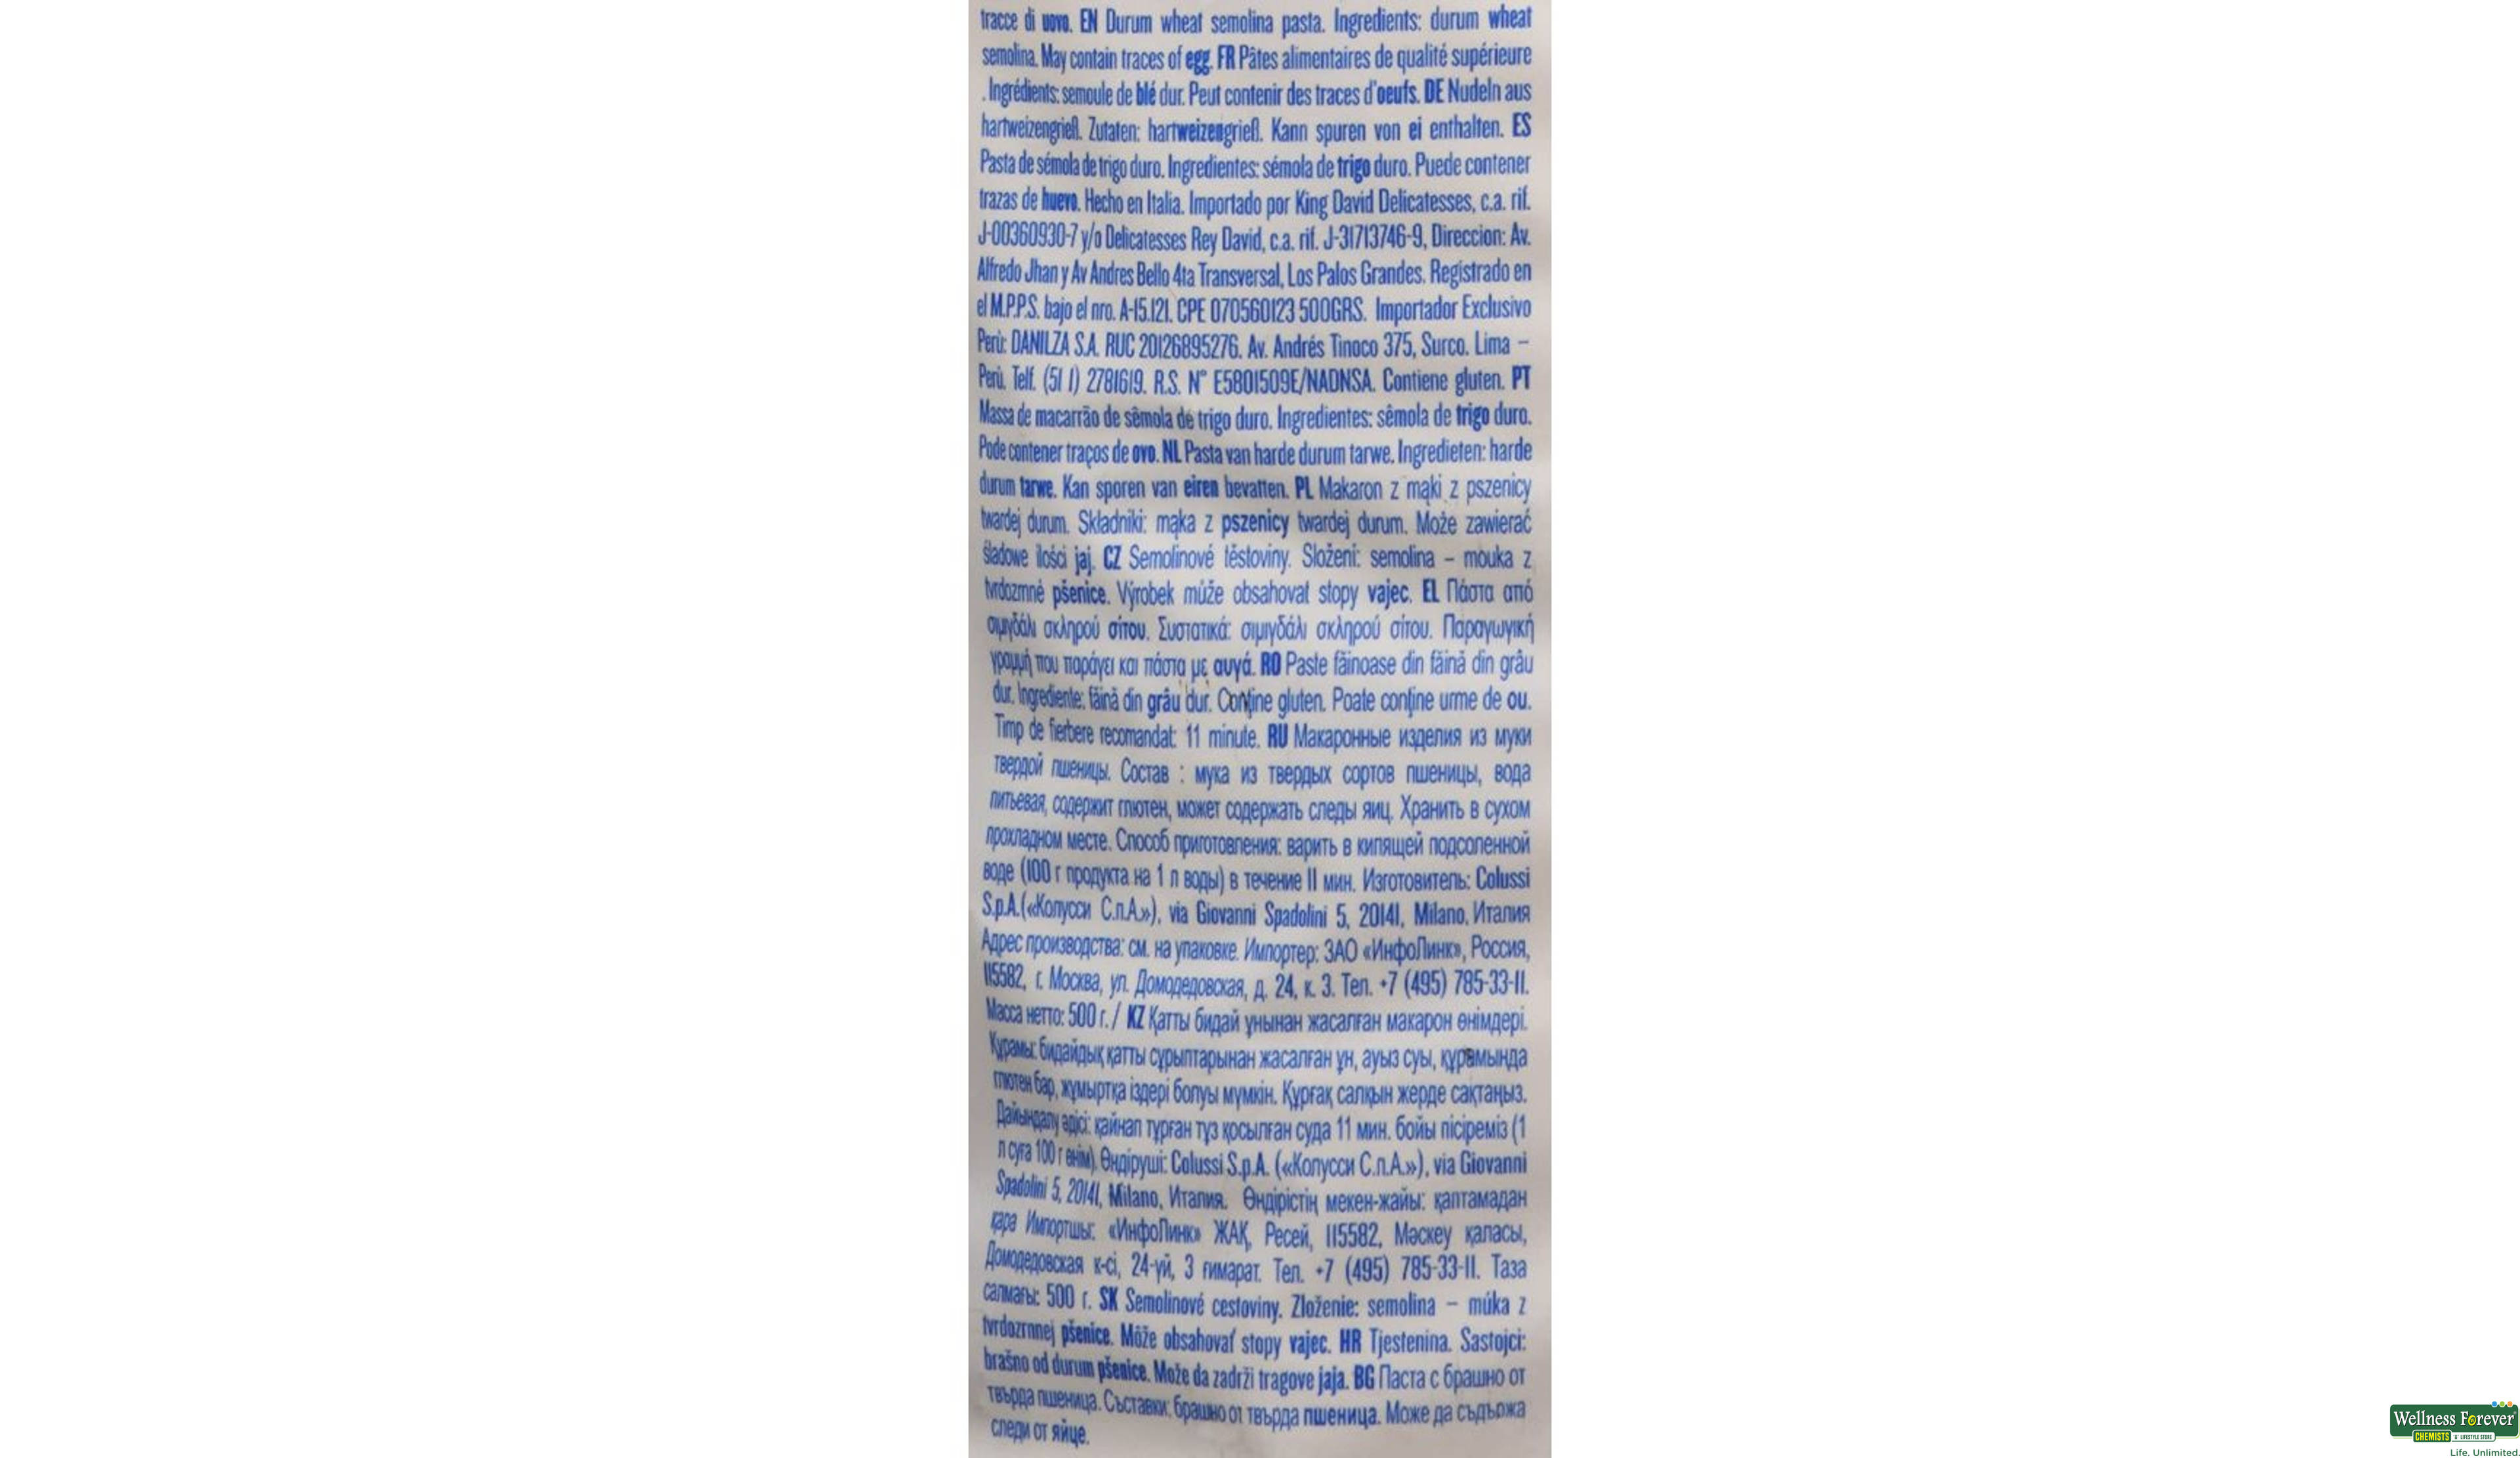 tracce di uovo. EN Durum wheat semolina pasta. Ingredients: durum wheat
semolina. May contain traces of egg. FR Pâtes alimentaires de qualité supérieure
. Ingrédients: semoule de blé dur. Peut contenir des traces d'oeufs. DE Nudeln aus
hartweizengrieß. Zutaten: hartweizengrieß. Kann spuren von ei enthalten. ES
Pasta de sémola de trigo duro. Ingredientes: sémola de trigo duro. Puede contener
trazas de huevo. Hecho en Italia. Importado por King David Delicatesses, c.a. rif.
J-00360930-7 y/o Delicatesses Rey David, c.a. rif. J-31713746-9, Direccion: Av.
Alfredo Jhan y Av Andres Bello 4ta Transversal, Los Palos Grandes. Registrado en
el M.P.P.S. bajo el nro. A-15.121. CPE 070560123 500GRS. Importador Exclusivo
Perù: DANILZA S.A. RUC 20126895276. Av. Andrés Tinoco 375, Surco. Lima –
Perù. Telf. (51 1) 2781619. R.S. N° E5801509E/NADNSA. Contiene gluten. PT
Massa de macarrão de sêmola de trigo duro. Ingredientes: sêmola de trigo duro.
Pode contener traços de ovo. NL Pasta van harde durum tarwe. Ingredieten: harde
durum tarwe. Kan sporen van eiren bevatten. PL Makaron z mąki z pszenicy
twardej durum. Składniki: mąka z pszenicy twardej durum. Może zawierać
śladowe ilości jaj. CZ Semolinové těstoviny. Složení: semolina – mouka z
tvrdozrnné pšenice. Výrobek může obsahovat stopy vajec. EL Πάστα από
σιμιγδάλι σκληρού σίτου. Συστατικά: σιμιγδάλι σκληρού σίτου. Παραγωγική
γραμμή που παράγει και πάστα με αυγά. RO Paste făinoase din făină din grâu
dur. Ingrediente: făină din grâu dur. Conţine gluten. Poate conţine urme de ou.
Timp de fierbere recomandat: 11 minute. RU Макаронные изделия из муки
твердой пшеницы. Состав : мука из твердых сортов пшеницы, вода
питьевая, содержит глютен, может содержать следы яиц. Хранить в сухом
прохладном месте. Способ приготовления: варить в кипящей подсоленной
воде (100 г продукта на 1 л воды) в течение 11 мин. Изготовитель: Colussi
S.p.A.(«Колусси С.п.А.»), via Giovanni Spadolini 5, 20141, Milano, Италия
Адрес производства: см. на упаковке. Импортер: ЗАО «ИнфоЛинк», Россия,
115582, г. Москва, ул. Домодедовская, д. 24, к. 3. Тел. +7 (495) 785-33-11.
Масса нетто: 500 г. / KZ Қатты бидай ұнынан жасалған макарон өнімдері.
Құрамы: бидайдық қатты сұрыптарынан жасалған ұн, ауыз суы, құрамында
глютен бар, жұмыртқа іздері болуы мүмкін. Құрғақ салқын жерде сақтаңыз.
Дайындалу әдісі: қайнап тұрған тұз қосылған суда 11 мин. бойы пісіреміз (1
л суға 100 г өнім). Өндіруші: Colussi S.p.A. («Колусси С.п.А.»), via Giovanni
Spadolini 5, 20141, Milano, Италия. Өндірістің мекен-жайы: қаптамадан
қара Импортшы: «ИнфоЛинк» ЖАҚ, Ресей, 115582, Мәскеу қаласы,
Домодедовская к-сі, 24-үй, 3 ғимарат. Тел. +7 (495) 785-33-11. Таза
салмағы: 500 г. SK Semolinové cestoviny. Zloženie: semolina – múka z
tvrdozrnnej pšenice. Môže obsahovať stopy vajec. HR Tjestenina. Sastojci:
brašno od durum pšenice. Može da zadrži tragove jaja. BG Паста с брашно от
твърда пшеница. Съставки: брашно от твърда пшеница. Може да съдържа
следи от яйце.
Wellness Forever
CHEMISTS 'n' LIFESTYLE STORE
Life. Unlimited.